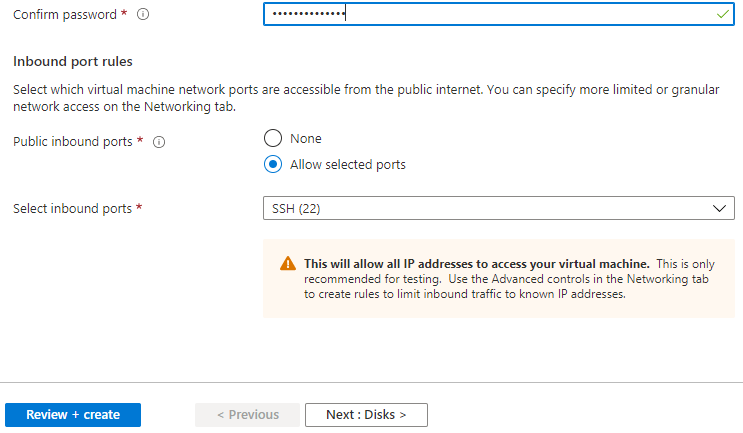 Confirm password *
••••••••••••••
Inbound port rules
Select which virtual machine network ports are accessible from the public internet. You can specify more limited or granular
network access on the Networking tab.
Public inbound ports *
None
Allow selected ports
Select inbound ports *
SSH (22)
This will allow all IP addresses to access your virtual machine. This is only
recommended for testing. Use the Advanced controls in the Networking tab
to create rules to limit inbound traffic to known IP addresses.
Review + create
< Previous
Next : Disks >